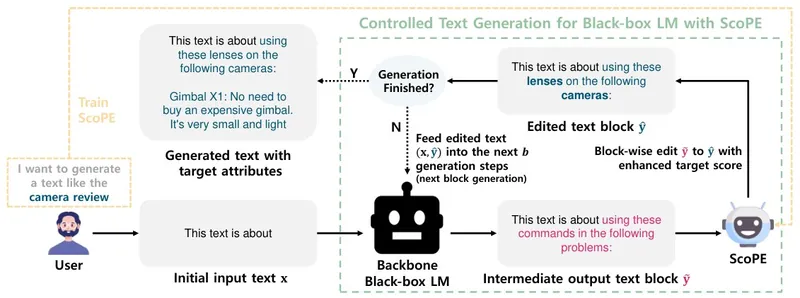 Controlled Text Generation for Black-box LM with ScoPE
This text is about using
these lenses on the
following cameras:
Gimbal X1: No need to
buy an expensive gimbal.
It's very small and light
Generated text with
target attributes
Y
Generation
Finished?
N
This text is about using these
lenses on the following
cameras:
Edited text block ŷ
Feed edited text
(x, ŷ) into the next b
generation steps
(next block generation)
Block-wise edit ỹ to ŷ with
enhanced target score
Train
ScoPE
I want to generate
a text like the
camera review
User
This text is about
Initial input text x
Backbone
Black-box LM
This text is about using these
commands in the following
problems:
Intermediate output text block ỹ
ScoPE